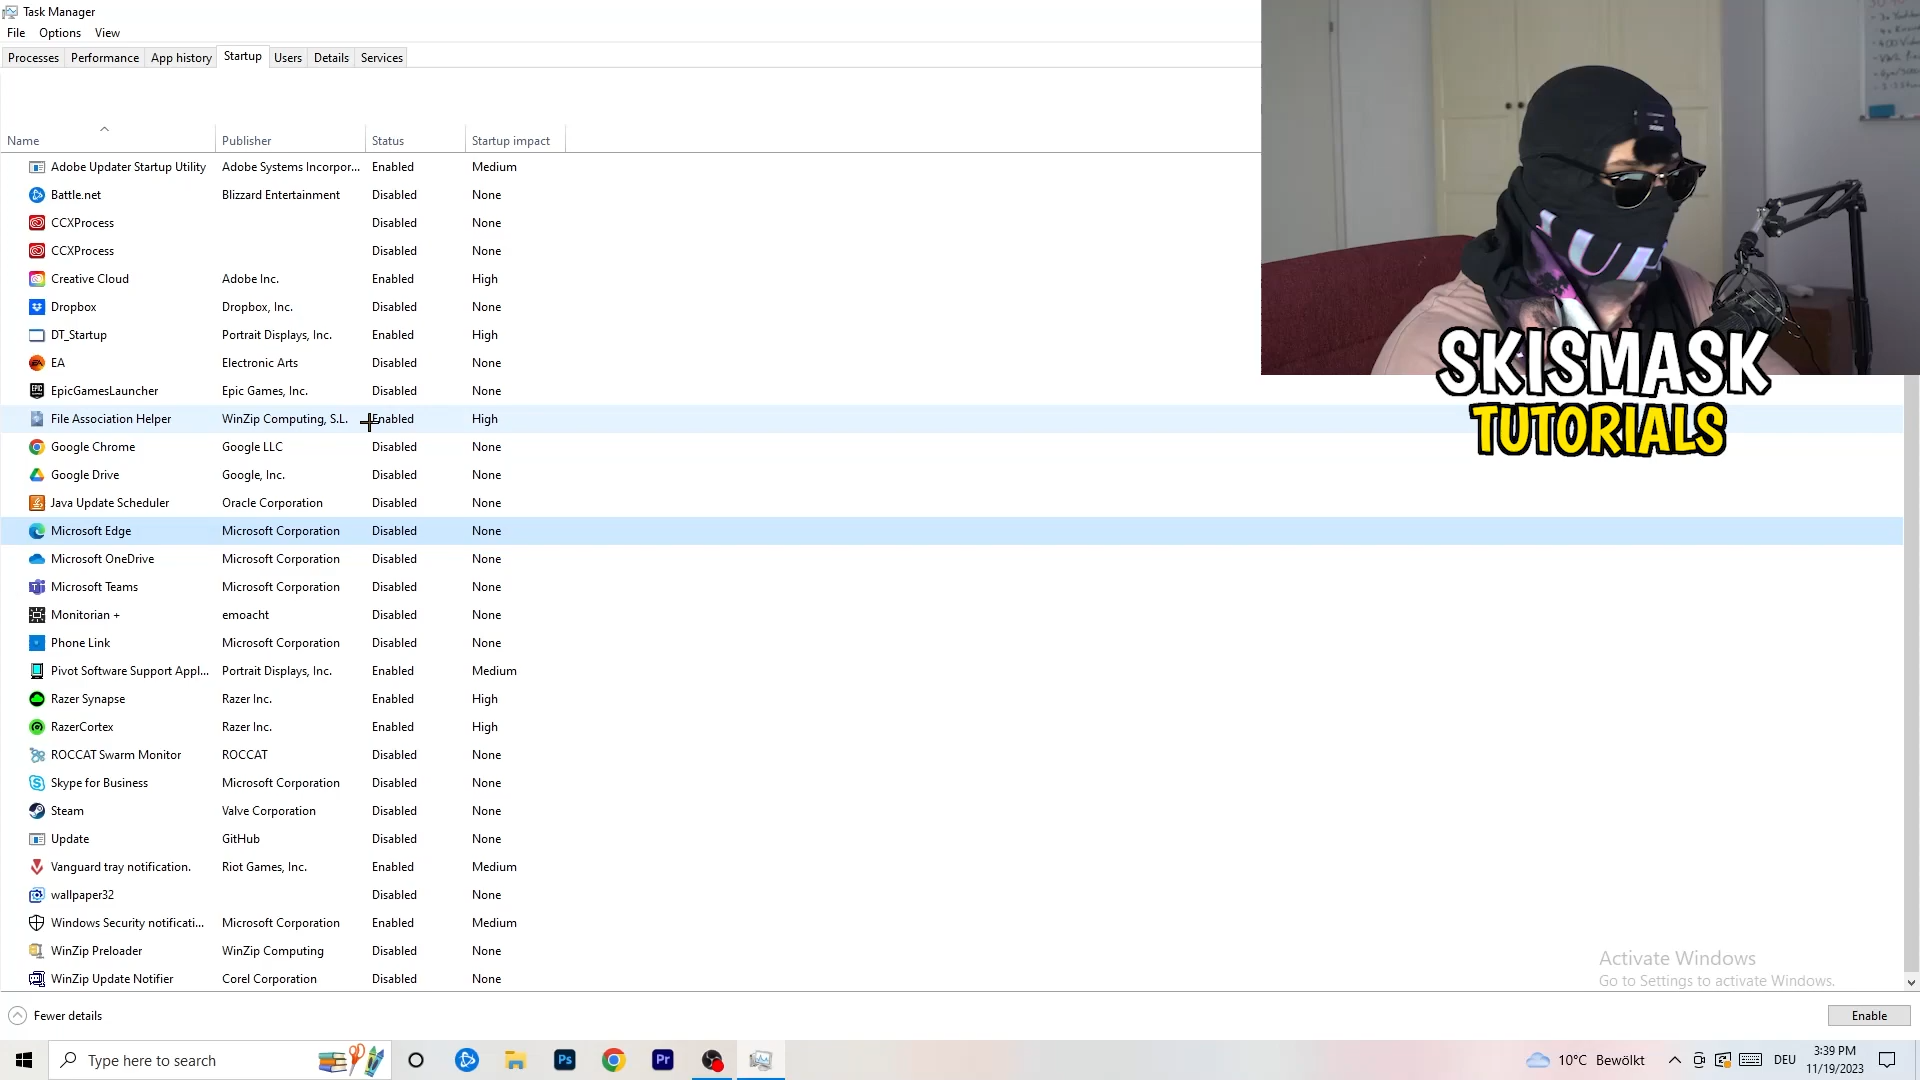 Task Manager
File Options View
Processes Performance App history Startup Users Details Services
Name Publisher Status Startup impact
Adobe Updater Startup Utility Adobe Systems Incorpor... Enabled Medium
Battle.net Blizzard Entertainment Disabled None
CCXProcess Disabled None
CCXProcess Disabled None
Creative Cloud Adobe Inc. Enabled High
Dropbox Dropbox, Inc. Disabled None
DT_Startup Portrait Displays, Inc. Enabled High
EA Electronic Arts Disabled None
EpicGamesLauncher Epic Games, Inc. Disabled None
File Association Helper WinZip Computing, S.L. Enabled High
Google Chrome Google LLC Disabled None
Google Drive Google, Inc. Disabled None
Java Update Scheduler Oracle Corporation Disabled None
Microsoft Edge Microsoft Corporation Disabled None
Microsoft OneDrive Microsoft Corporation Disabled None
Microsoft Teams Microsoft Corporation Disabled None
Monitorian + emoacht Disabled None
Phone Link Microsoft Corporation Disabled None
Pivot Software Support Appl... Portrait Displays, Inc. Enabled Medium
Razer Synapse Razer Inc. Enabled High
RazerCortex Razer Inc. Enabled High
ROCCAT Swarm Monitor ROCCAT Disabled None
Skype for Business Microsoft Corporation Disabled None
Steam Valve Corporation Disabled None
Update GitHub Disabled None
Vanguard tray notification. Riot Games, Inc. Enabled Medium
wallpaper32 Disabled None
Windows Security notificati... Microsoft Corporation Enabled Medium
WinZip Preloader WinZip Computing Disabled None
WinZip Update Notifier Corel Corporation Disabled None
SKISMASK
TUTORIALS
Activate Windows
Go to Settings to activate Windows.
Fewer details Enable
Type here to search Ps Pr 10°C Bewölkt DEU 3:39 PM
11/19/2023